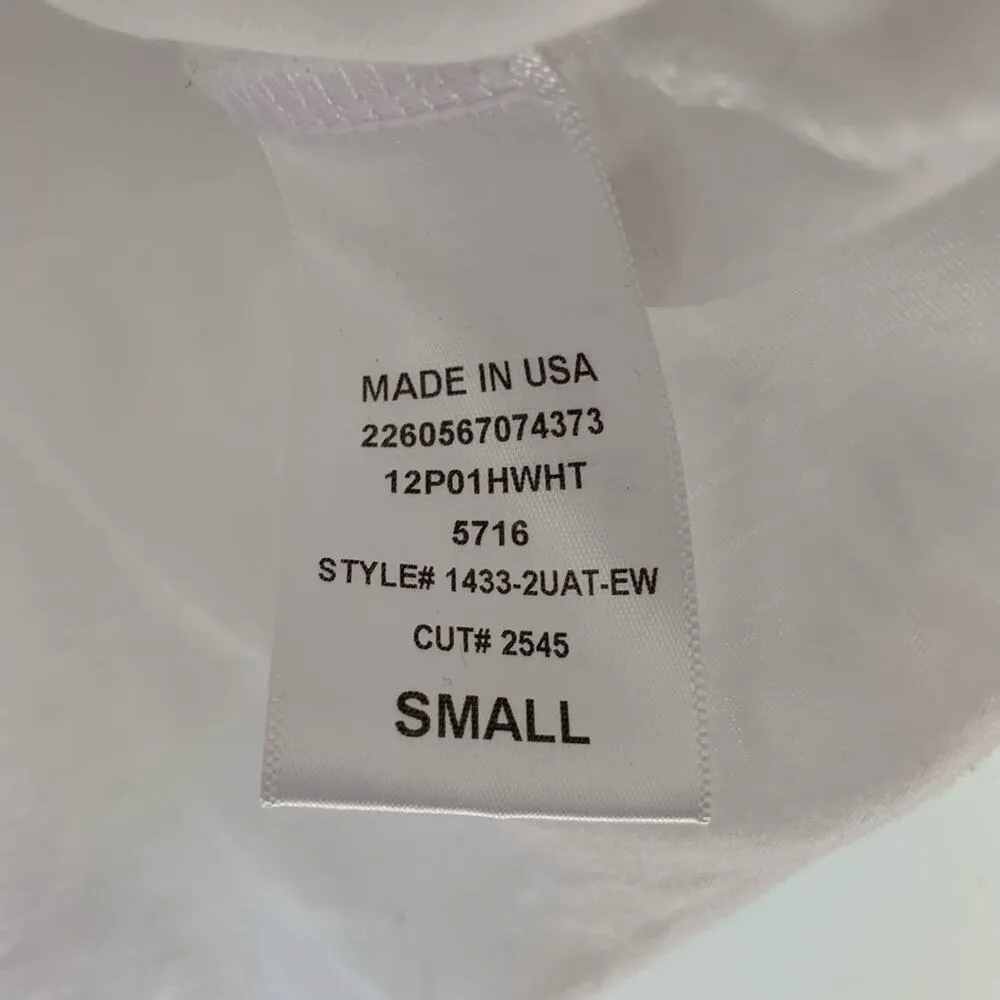 MADE IN USA
2260567074373
12P01HWHT
5716
STYLE# 1433-2UAT-EW
CUT# 2545
SMALL